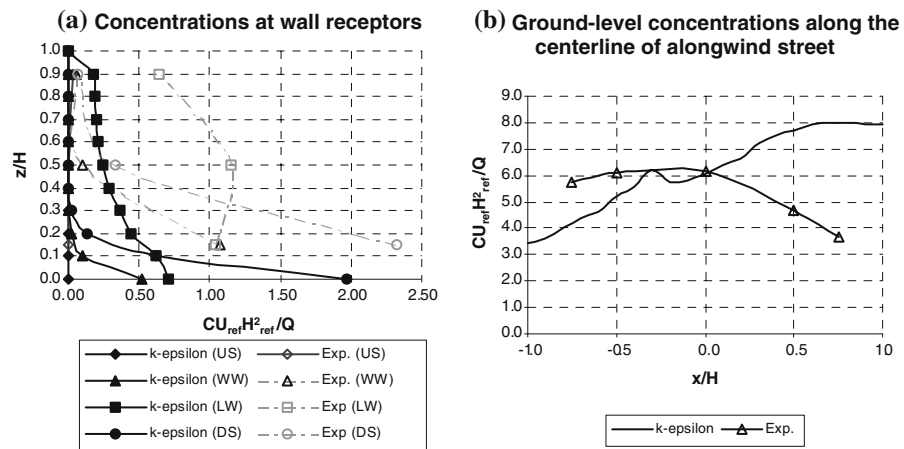 (a) Concentrations at wall receptors
z/H
1.0
0.9
0.8
0.7
0.6
0.5
0.4
0.3
0.2
0.1
0.0
0.00 0.50 1.00 1.50 2.00 2.50
CU_refH²_ref/Q
k-epsilon (US) Exp. (US)
k-epsilon (WW) Exp. (WW)
k-epsilon (LW) Exp (LW)
k-epsilon (DS) Exp (DS)
(b) Ground-level concentrations along the
centerline of alongwind street
CU_refH²_ref/Q
9.0
8.0
7.0
6.0
5.0
4.0
3.0
2.0
1.0
0.0
-1.0 -0.5 0.0 0.5 1.0
x/H
k-epsilon Exp.